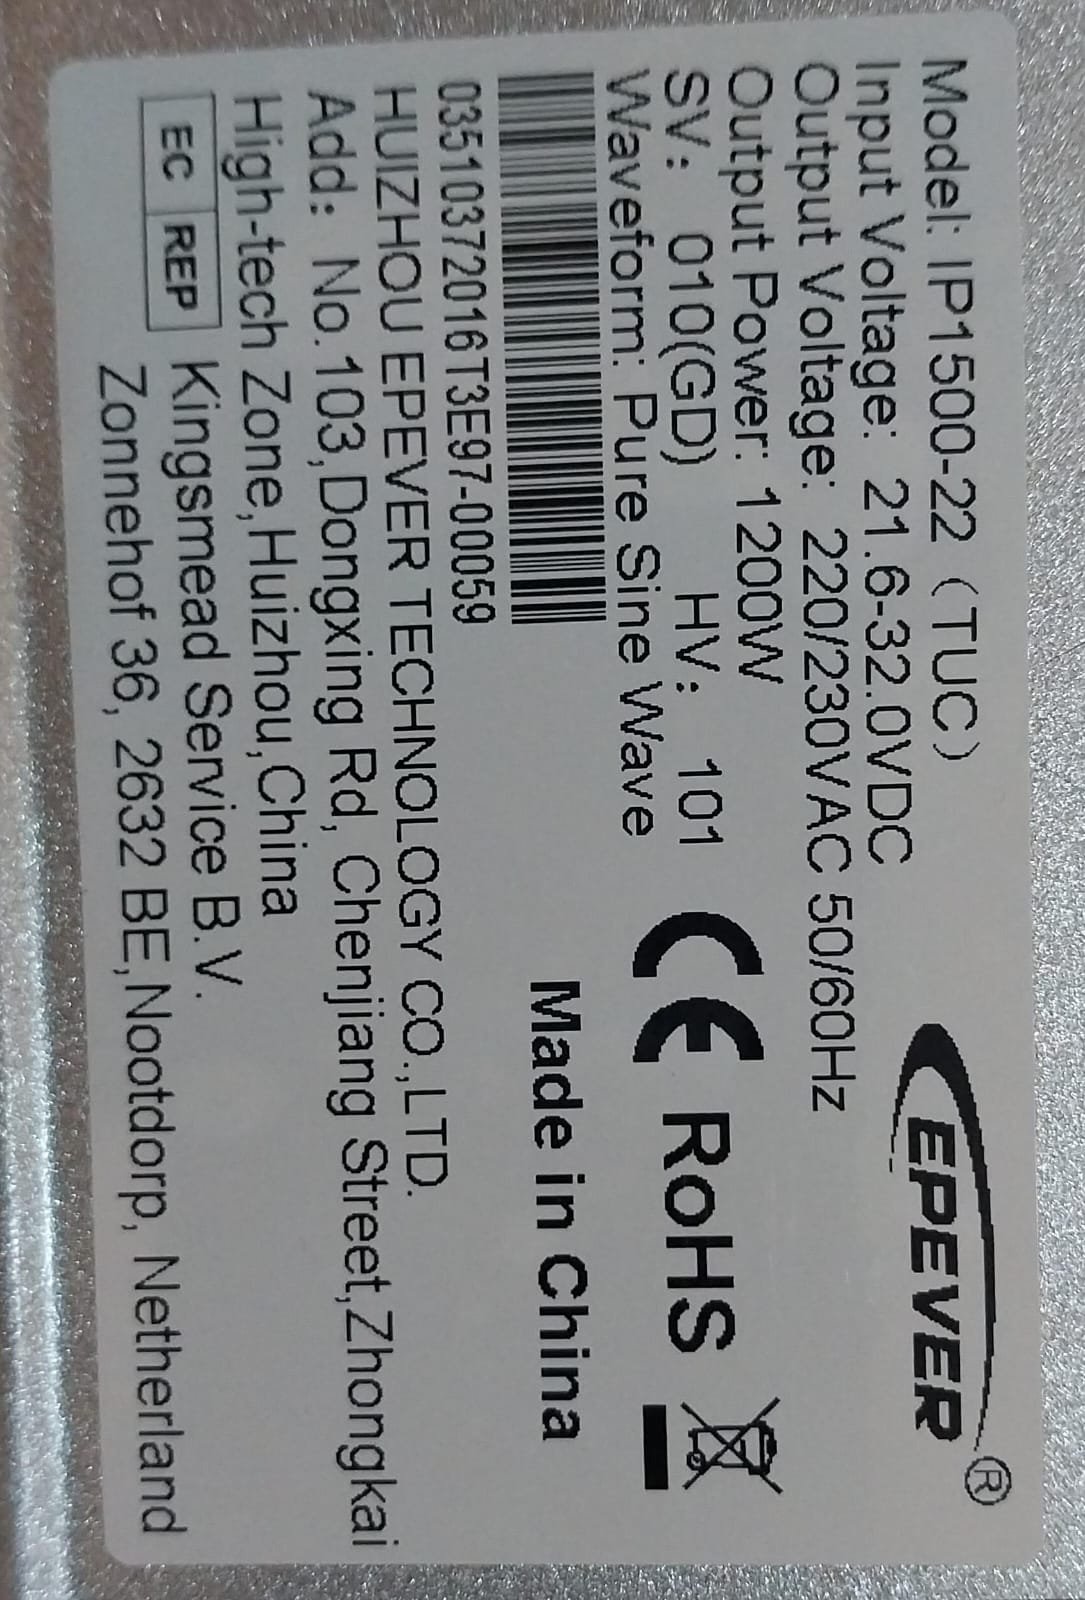 Model: IP1500-22（TUC）
Input Voltage: 21.6-32.0VDC
Output Voltage: 220/230VAC 50/60Hz
Output Power: 1200W
SV: 010(GD) HV: 101
Waveform: Pure Sine Wave
EPEVER®
CE RoHS
03510372016T3E97-00059
Made in China
HUIZHOU EPEVER TECHNOLOGY CO.,LTD.
Add: No.103,Dongxing Rd, Chenjiang Street,Zhongkai
High-tech Zone,Huizhou,China
EC REP Kingsmead Service B.V.
Zonnehof 36, 2632 BE,Nootdorp, Netherland